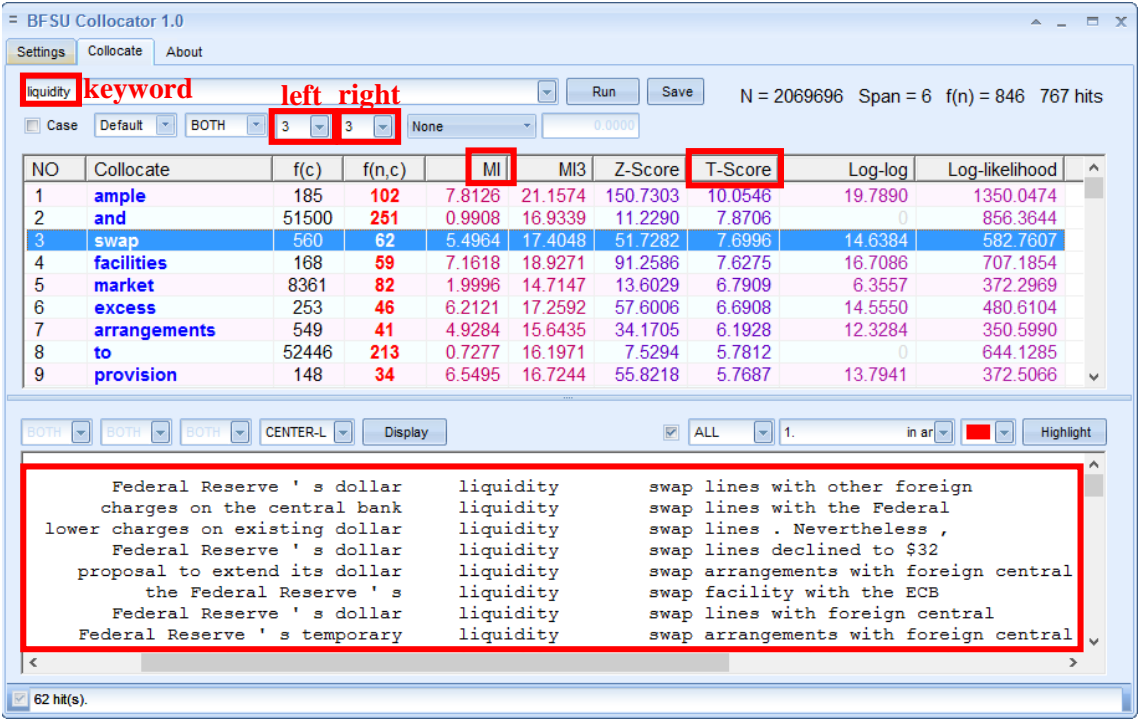 BFSU Collocator 1.0
Settings Collocate About
liquidity keyword left right Run Save N = 2069696 Span = 6 f(n) = 846 767 hits
Case Default BOTH 3 3 None 0.0000
NO Collocate f(c) f(n,c) MI MI3 Z-Score T-Score Log-log Log-likelihood
1 ample 185 102 7.8126 21.1574 150.7303 10.0546 19.7890 1350.0474
2 and 51500 251 0.9908 16.9339 11.2290 7.8706 0 856.3644
3 swap 560 62 5.4964 17.4048 51.7282 7.6996 14.6384 582.7607
4 facilities 168 59 7.1618 18.9271 91.2586 7.6275 16.7086 707.1854
5 market 8361 82 1.9996 14.7147 13.6029 6.7909 6.3557 372.2969
6 excess 253 46 6.2121 17.2592 57.6006 6.6908 14.5550 480.6104
7 arrangements 549 41 4.9284 15.6435 34.1705 6.1928 12.3284 350.5990
8 to 52446 213 0.7277 16.1971 7.5294 5.7812 0 644.1285
9 provision 148 34 6.5495 16.7244 55.8218 5.7687 13.7941 372.5066
BOTH BOTH BOTH CENTER-L Display ALL 1. in ar Highlight
Federal Reserve ' s dollar liquidity swap lines with other foreign
charges on the central bank liquidity swap lines with the Federal
lower charges on existing dollar liquidity swap lines . Nevertheless ,
Federal Reserve ' s dollar liquidity swap lines declined to $32
proposal to extend its dollar liquidity swap arrangements with foreign central
the Federal Reserve ' s liquidity swap facility with the ECB
Federal Reserve ' s dollar liquidity swap lines with foreign central
Federal Reserve ' s temporary liquidity swap arrangements with foreign central
62 hit(s).